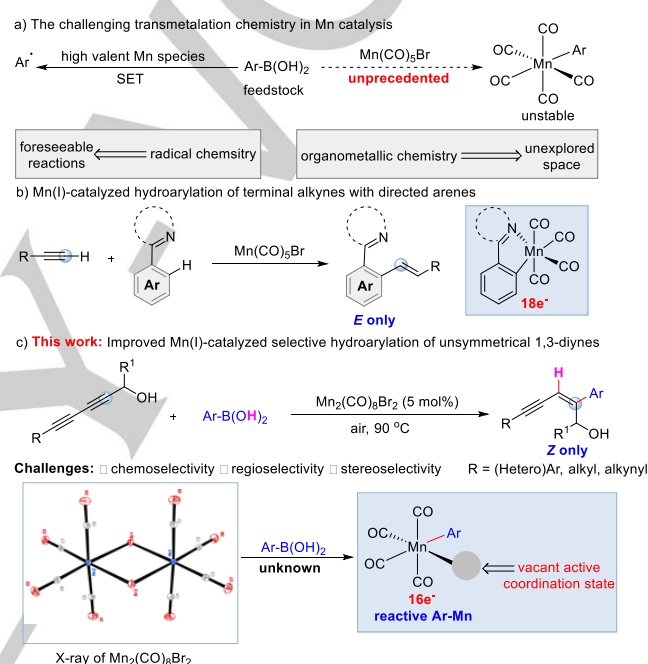 a) The challenging transmetalation chemistry in Mn catalysis
Ar•
high valent Mn species
SET
Ar-B(OH)2
feedstock
Mn(CO)5Br
unprecedented
CO
OC
Ar
Mn
OC
CO
CO
unstable
foreseeable
reactions
radical chemsitry
organometallic chemistry
unexplored
space
b) Mn(I)-catalyzed hydroarylation of terminal alkynes with directed arenes
R
H
+
N
H
Ar
Mn(CO)5Br
N
R
Ar
E only
N
CO
CO
Mn
CO
CO
18e-
c) This work: Improved Mn(I)-catalyzed selective hydroarylation of unsymmetrical 1,3-diynes
R1
OH
R
+
Ar-B(OH)2
Mn2(CO)8Br2 (5 mol%)
air, 90 oC
H
Ar
R
R1
OH
Z only
Challenges: □ chemoselectivity □ regioselectivity □ stereoselectivity
R = (Hetero)Ar, alkyl, alkynyl
Ar-B(OH)2
unknown
CO
OC
Ar
Mn
OC
CO
16e-
reactive Ar-Mn
vacant active
coordination state
X-ray of Mn2(CO)8Br2